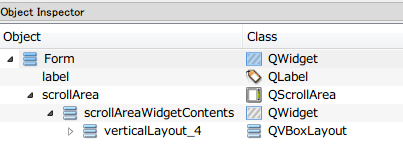 Object Inspector
Object Class
Form QWidget
label QLabel
scrollArea QScrollArea
scrollAreaWidgetContents QWidget
verticalLayout_4 QVBoxLayout